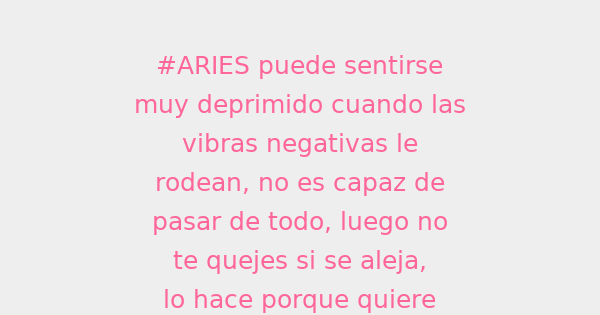 #ARIES puede sentirse
muy deprimido cuando las
vibras negativas le
rodean, no es capaz de
pasar de todo, luego no
te quejes si se aleja,
lo hace porque quiere